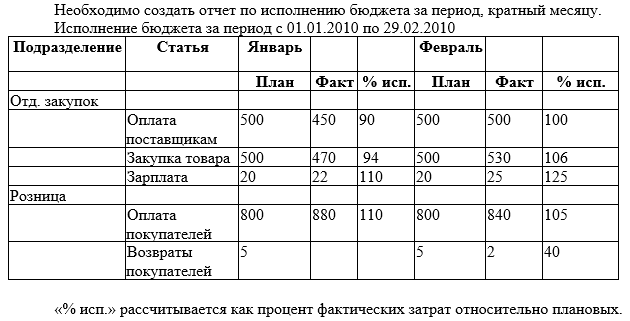 Необходимо создать отчет по исполнению бюджета за период, кратный месяцу.
Исполнение бюджета за период с 01.01.2010 по 29.02.2010
Подразделение Статья Январь Февраль
План Факт % исп. План Факт % исп.
Отд. закупок
Оплата поставщикам 500 450 90 500 500 100
Закупка товара 500 470 94 500 530 106
Зарплата 20 22 110 20 25 125
Розница
Оплата покупателей 800 880 110 800 840 105
Возвраты покупателей 5 5 2 40
«% исп.» рассчитывается как процент фактических затрат относительно плановых.